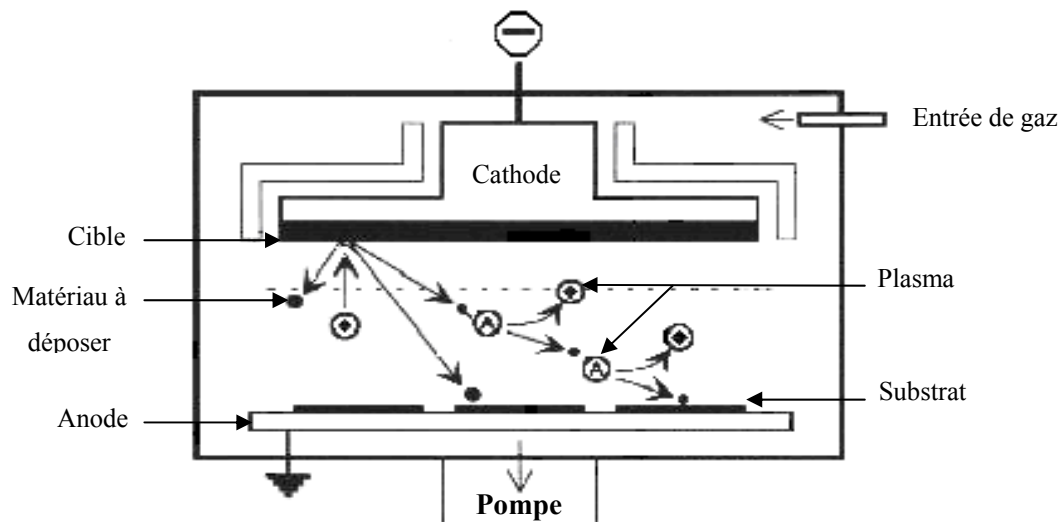 Entrée de gaz
Cathode
Cible
Plasma
Matériau à
déposer
A
A
Substrat
Anode
Pompe